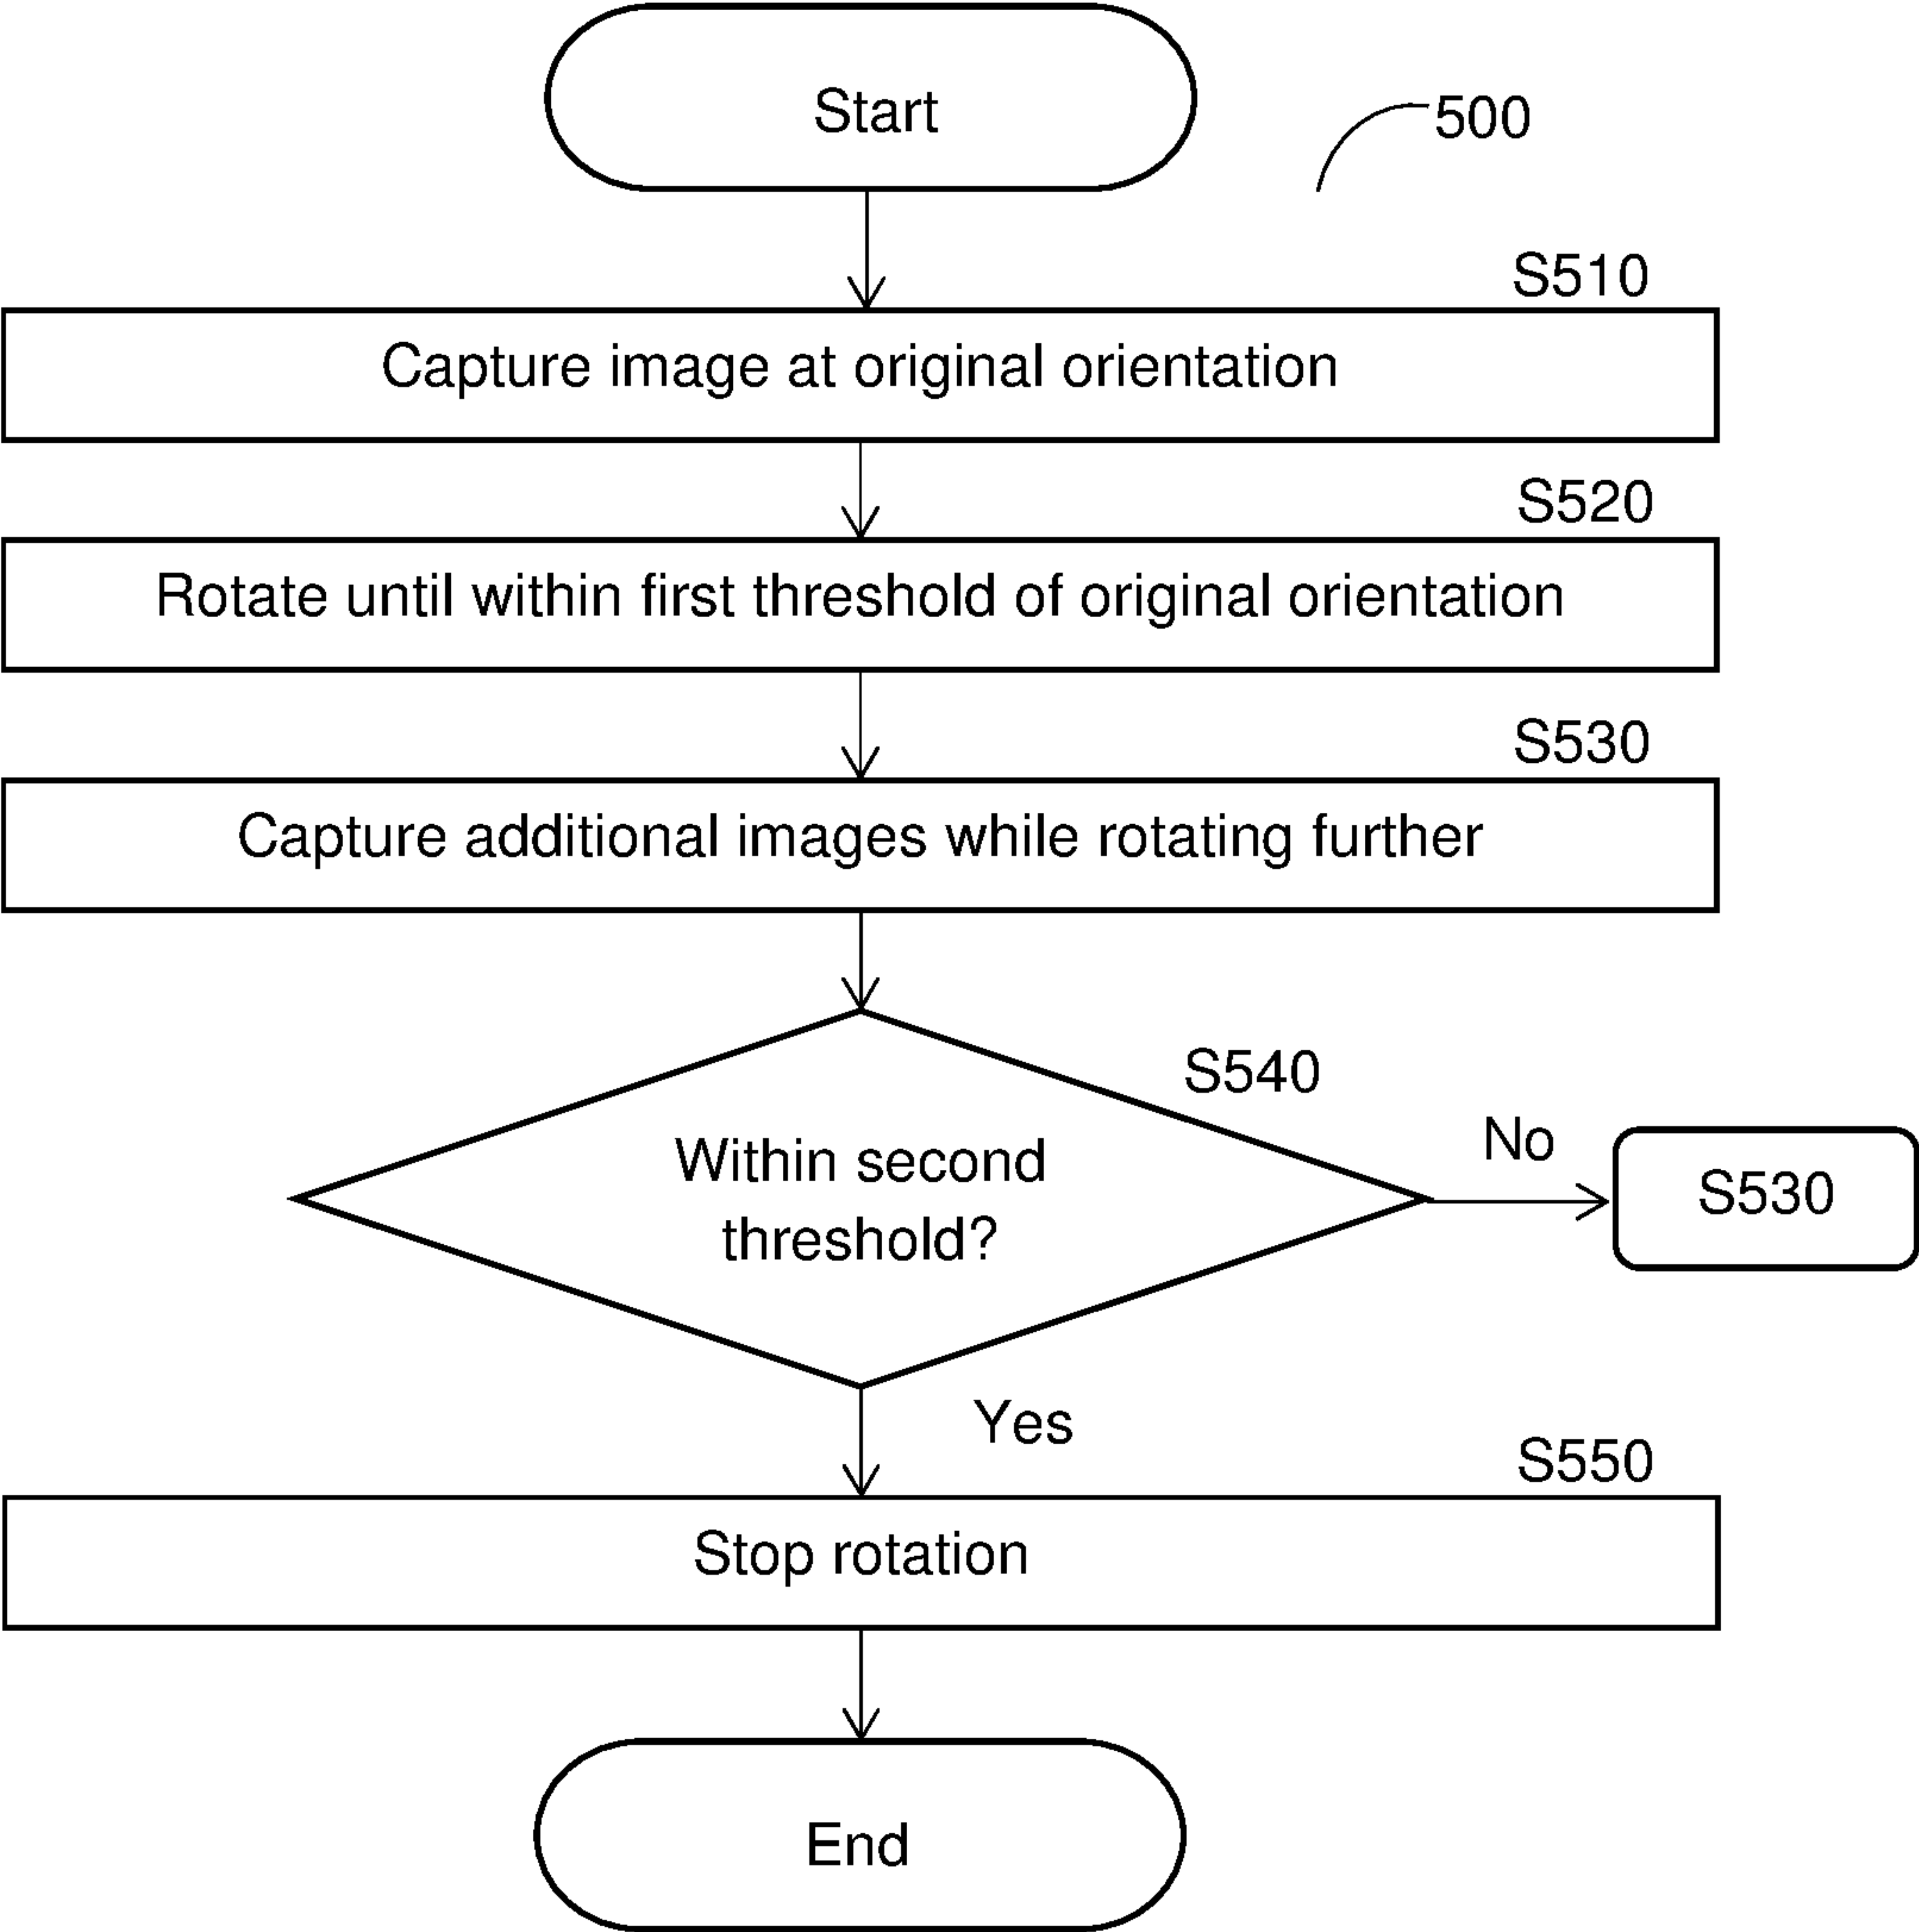 Start
500
S510
Capture image at original orientation
S520
Rotate until within first threshold of original orientation
S530
Capture additional images while rotating further
S540
Within second
threshold?
No
S530
Yes
S550
Stop rotation
End